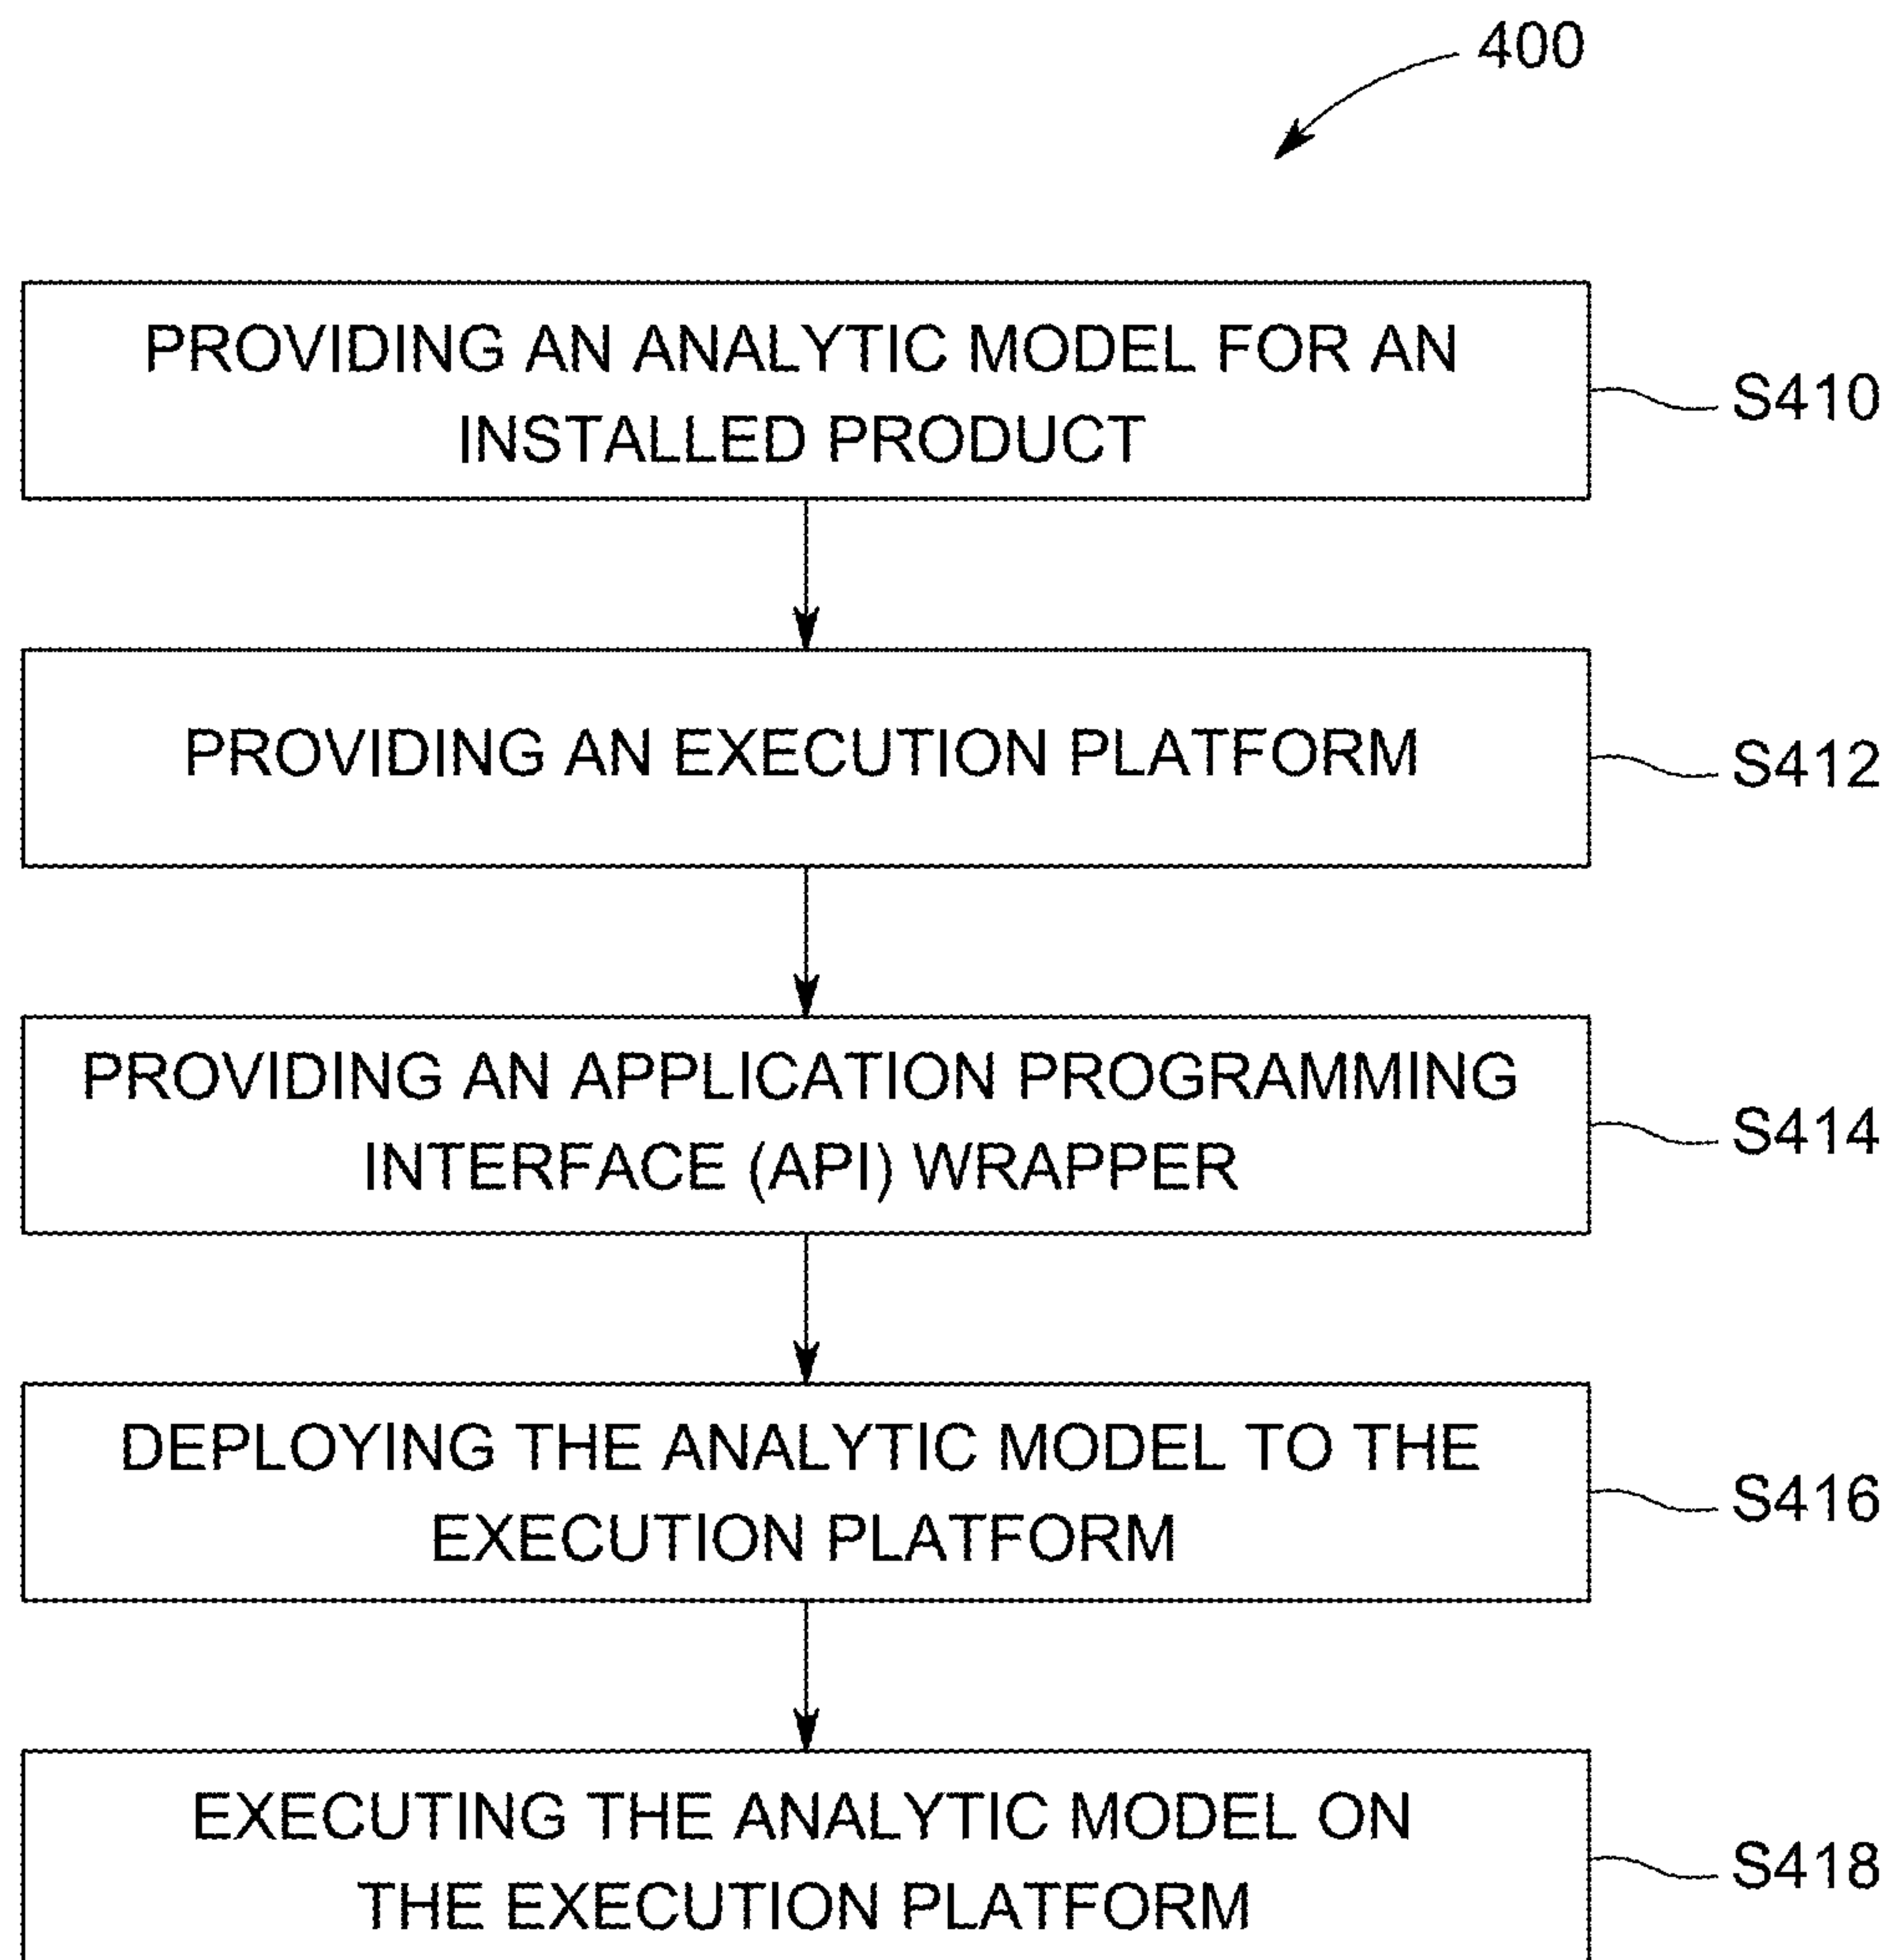 400
PROVIDING AN ANALYTIC MODEL FOR AN
INSTALLED PRODUCT
S410
PROVIDING AN EXECUTION PLATFORM
S412
PROVIDING AN APPLICATION PROGRAMMING
INTERFACE (API) WRAPPER
S414
DEPLOYING THE ANALYTIC MODEL TO THE
EXECUTION PLATFORM
S416
EXECUTING THE ANALYTIC MODEL ON
THE EXECUTION PLATFORM
S418